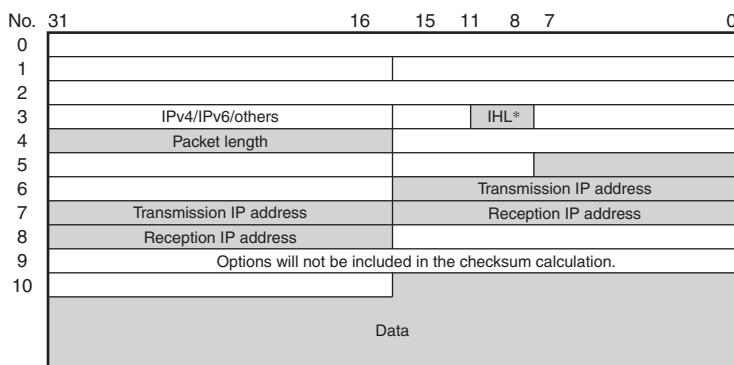 No. 31 16 15 11 8 7 0
0
1
2
3 IPv4/IPv6/others IHL*
4 Packet length
5
6 Transmission IP address
7 Transmission IP address Reception IP address
8 Reception IP address
9 Options will not be included in the checksum calculation.
10
Data